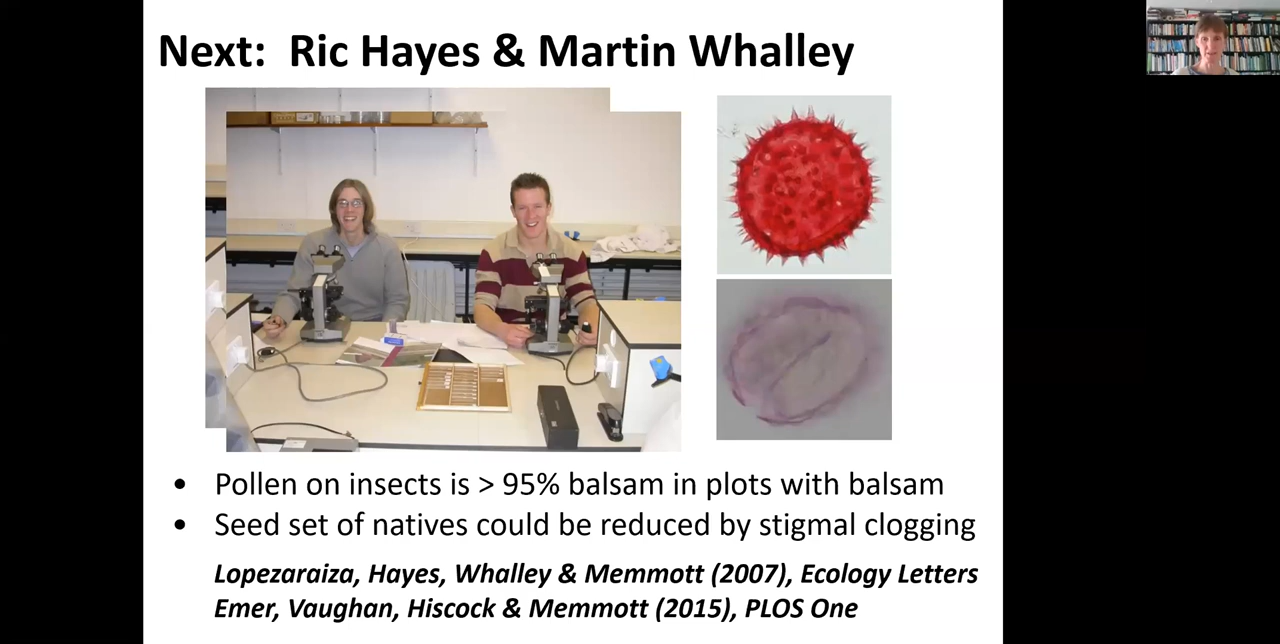 Next: Ric Hayes & Martin Whalley
• Pollen on insects is > 95% balsam in plots with balsam
• Seed set of natives could be reduced by stigmal clogging
Lopezaraiza, Hayes, Whalley & Memmott (2007), Ecology Letters
Emer, Vaughan, Hiscock & Memmott (2015), PLOS One